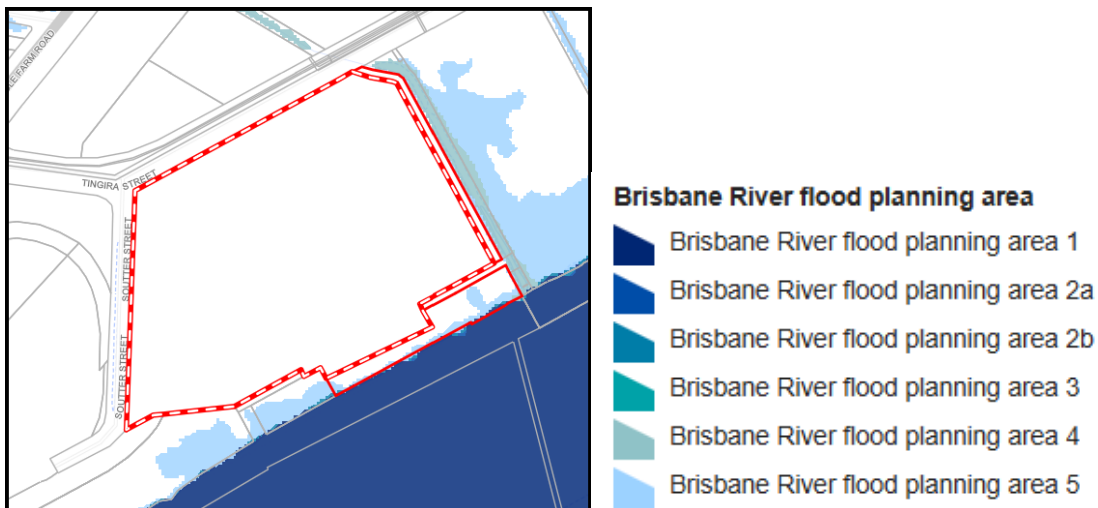 E FARM ROAD
TINGIRA STREET
SOUTTER STREET
SOUTTER STREET
Brisbane River flood planning area
Brisbane River flood planning area 1
Brisbane River flood planning area 2a
Brisbane River flood planning area 2b
Brisbane River flood planning area 3
Brisbane River flood planning area 4
Brisbane River flood planning area 5